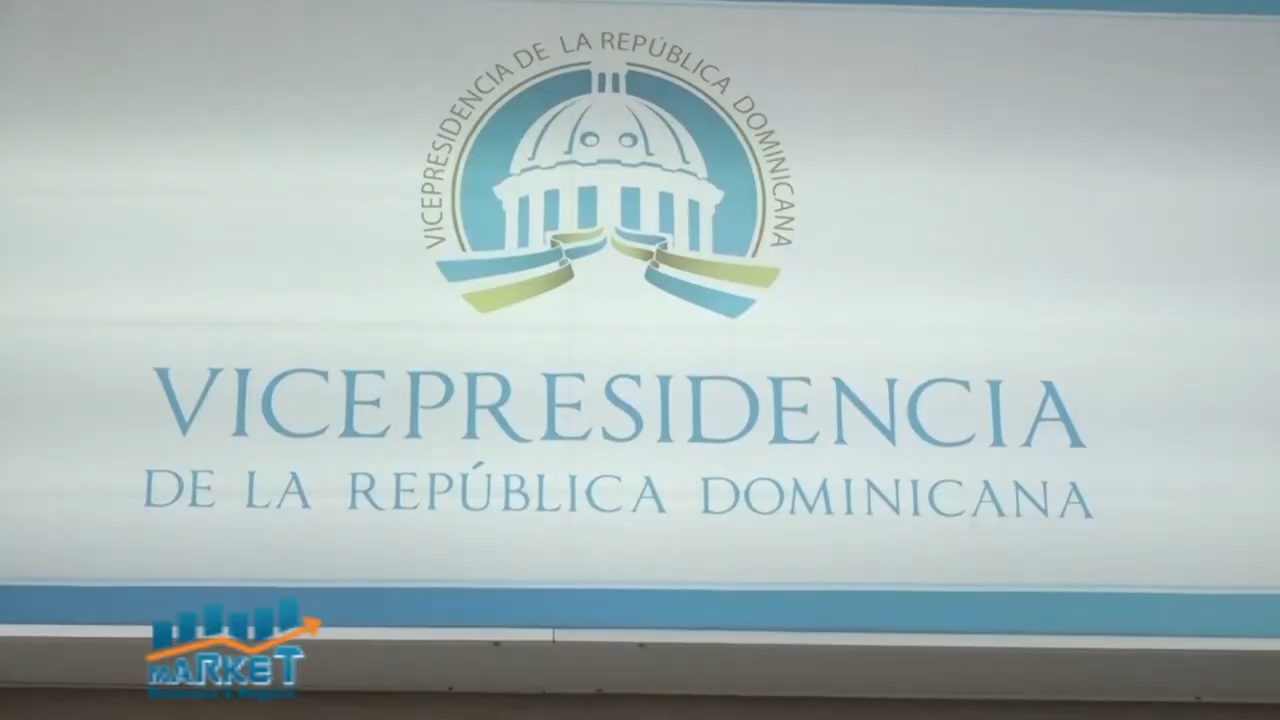 VICEPRESIDENCIA DE LA REPÚBLICA DOMINICANA
VICEPRESIDENCIA
DE LA REPÚBLICA DOMINICANA
MARKET